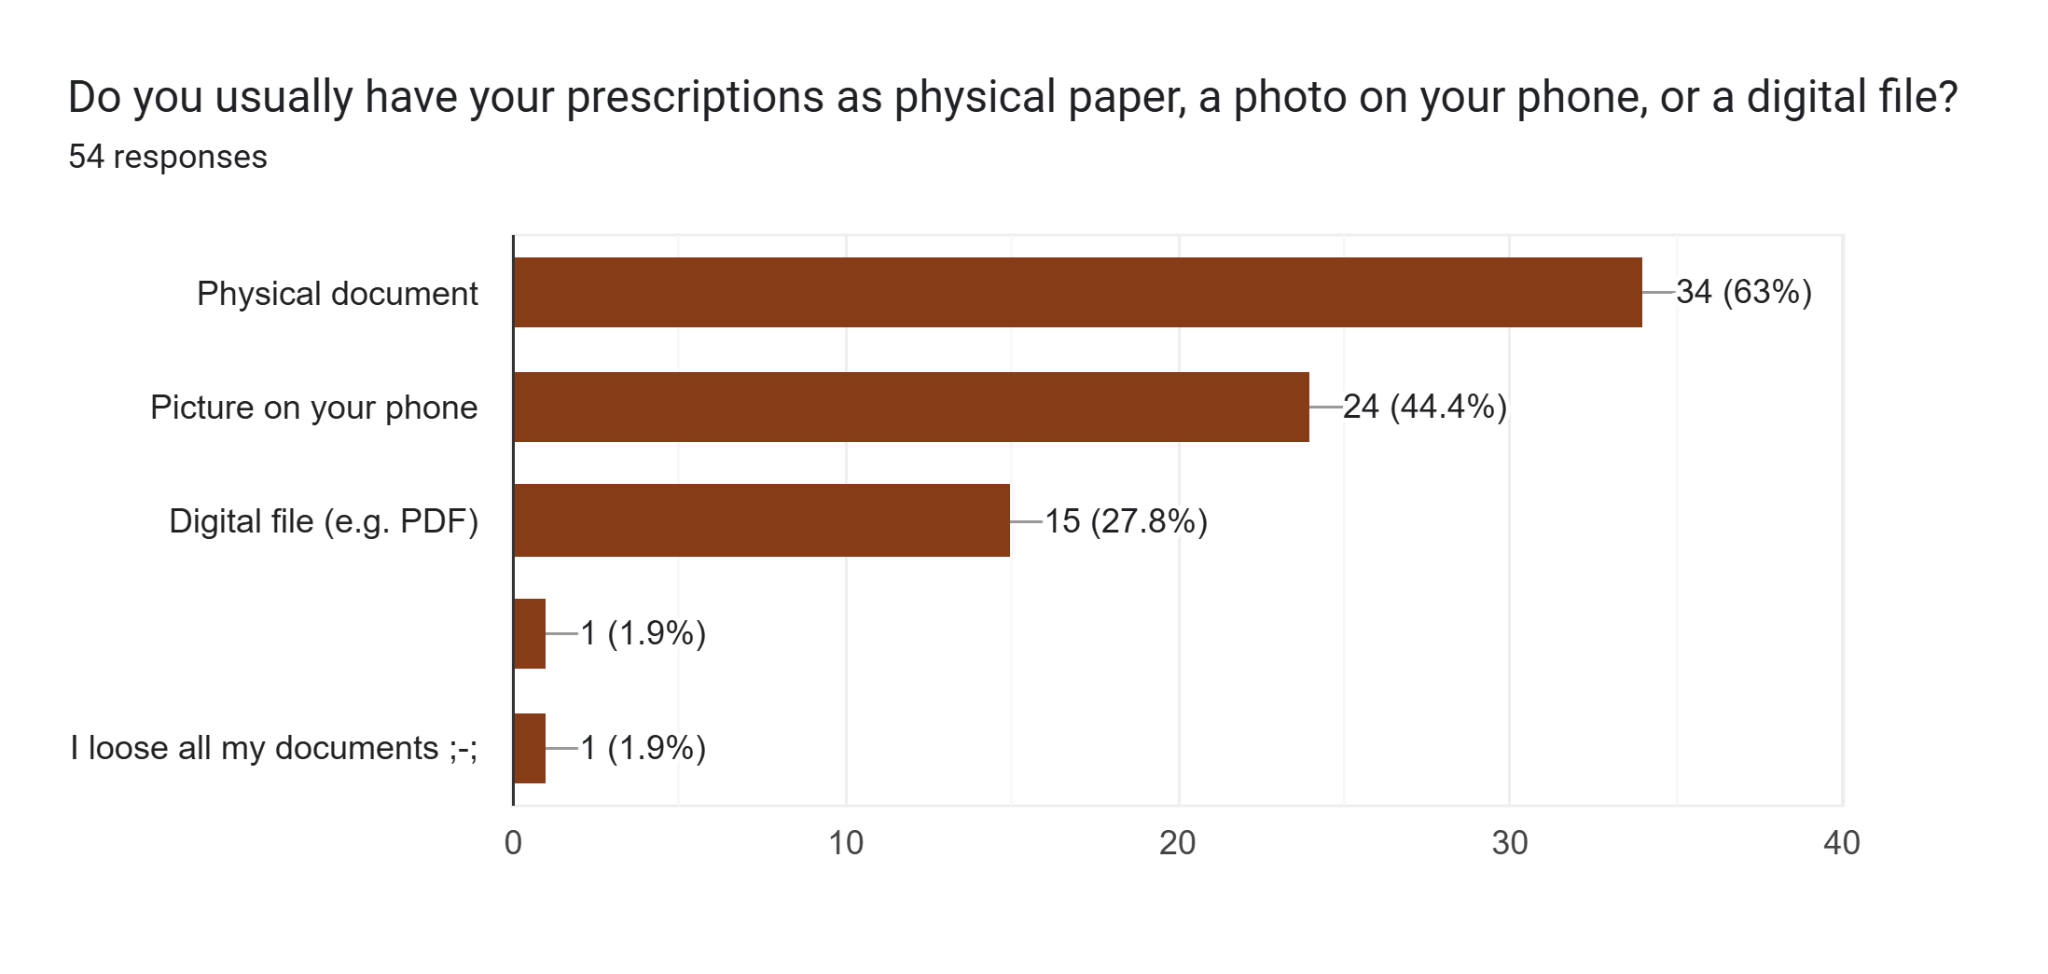 Do you usually have your prescriptions as physical paper, a photo on your phone, or a digital file?
54 responses
Physical document
34 (63%)
Picture on your phone
24 (44.4%)
Digital file (e.g. PDF)
15 (27.8%)
1 (1.9%)
I loose all my documents ;-;
1 (1.9%)
0 10 20 30 40